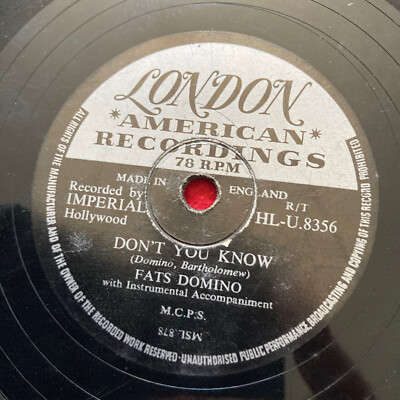 LONDON
*AMERICAN*
RECORDINGS
78 R.P.M
MADE IN ENGLAND
Recorded by R/T
IMPERIAL HL-U.8356
Hollywood
DON'T YOU KNOW
(Domino, Bartholomew)
FATS DOMINO
with Instrumental Accompaniment
M.C.P.S.
MSL.878
ALL RIGHTS OF THE MANUFACTURER AND OF THE OWNER OF THE RECORDED WORK RESERVED·UNAUTHORISED PUBLIC PERFORMANCE, BROADCASTING AND COPYING OF THIS RECORD PROHIBITED